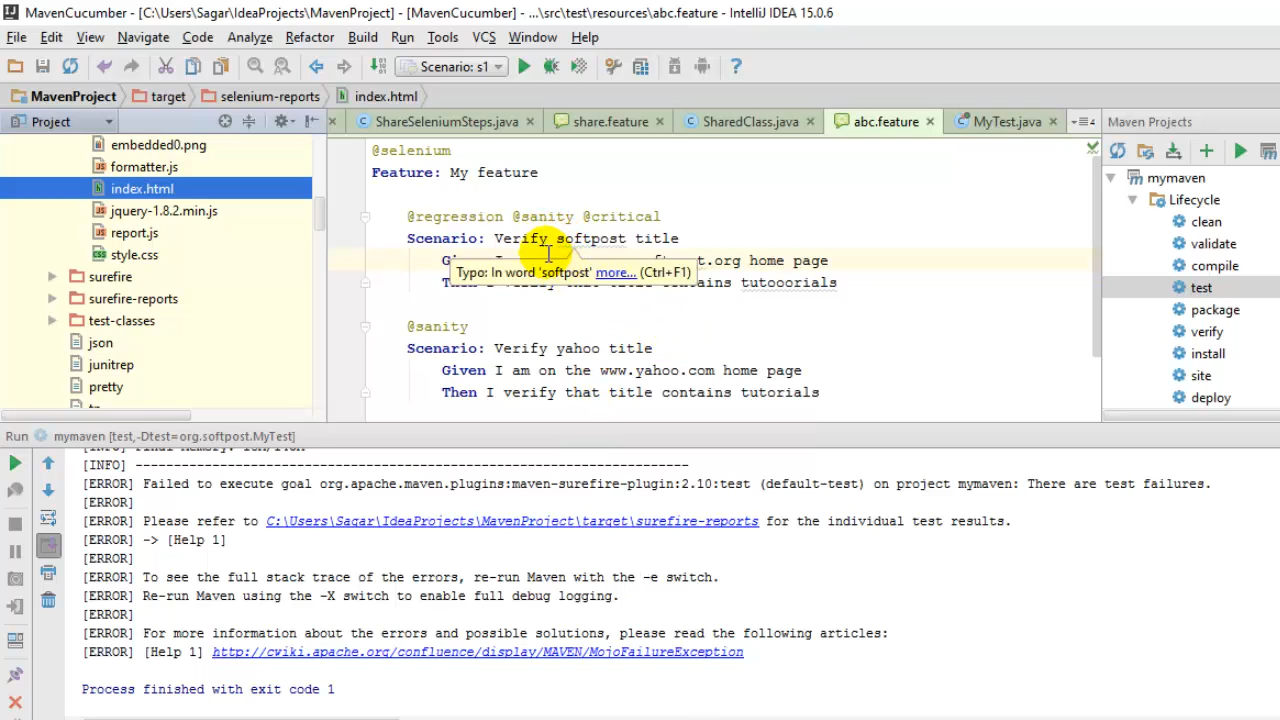 MavenCucumber - [C:\Users\Sagar\IdeaProjects\MavenProject] - [MavenCucumber] - ...\src\test\resources\abc.feature - IntelliJ IDEA 15.0.6
File Edit View Navigate Code Analyze Refactor Build Run Tools VCS Window Help
Scenario: s1
MavenProject target selenium-reports index.html
Project ShareSeleniumSteps.java share.feature SharedClass.java abc.feature MyTest.java Maven Projects
embedded0.png
formatter.js
index.html
jquery-1.8.2.min.js
report.js
style.css
surefire
surefire-reports
test-classes
json
junitrep
pretty
@selenium
Feature: My feature
@regression @sanity @critical
Scenario: Verify softpost title
.org home page
Typo: In word 'softpost' more... (Ctrl+F1)
contains tutooorials
@sanity
Scenario: Verify yahoo title
Given I am on the www.yahoo.com home page
Then I verify that title contains tutorials
mymaven
Lifecycle
clean
validate
compile
test
package
verify
install
site
deploy
Run mymaven [test,-Dtest=org.softpost.MyTest]
[INFO] ------------------------------------------------------------------------
[ERROR] Failed to execute goal org.apache.maven.plugins:maven-surefire-plugin:2.10:test (default-test) on project mymaven: There are test failures.
[ERROR]
[ERROR] Please refer to C:\Users\Sagar\IdeaProjects\MavenProject\target\surefire-reports for the individual test results.
[ERROR] -> [Help 1]
[ERROR]
[ERROR] To see the full stack trace of the errors, re-run Maven with the -e switch.
[ERROR] Re-run Maven using the -X switch to enable full debug logging.
[ERROR]
[ERROR] For more information about the errors and possible solutions, please read the following articles:
[ERROR] [Help 1] http://cwiki.apache.org/confluence/display/MAVEN/MojoFailureException
Process finished with exit code 1